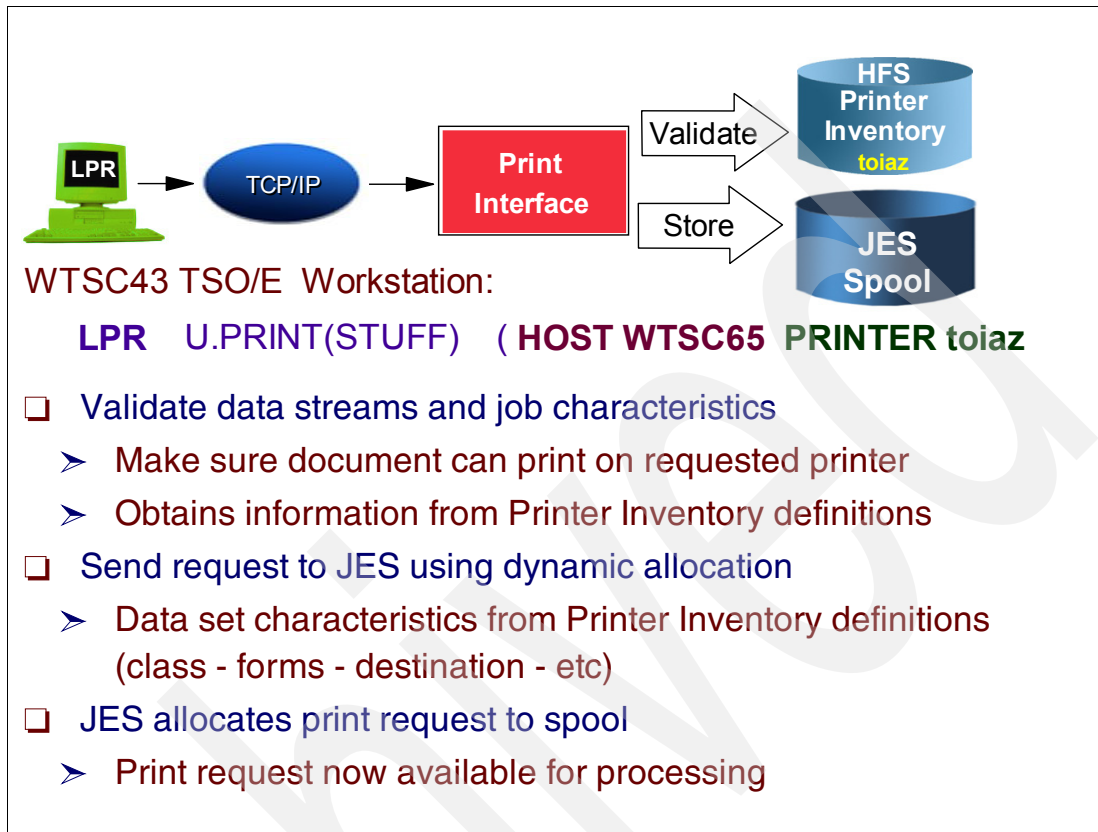 HFS
Printer
Inventory
toiaz
Validate
LPR
TCP/IP
Print
Interface
Store
JES
Spool
WTSC43 TSO/E Workstation:
LPR U.PRINT(STUFF) ( HOST WTSC65 PRINTER toiaz
❏ Validate data streams and job characteristics
➢ Make sure document can print on requested printer
➢ Obtains information from Printer Inventory definitions
❏ Send request to JES using dynamic allocation
➢ Data set characteristics from Printer Inventory definitions
(class - forms - destination - etc)
❏ JES allocates print request to spool
➢ Print request now available for processing